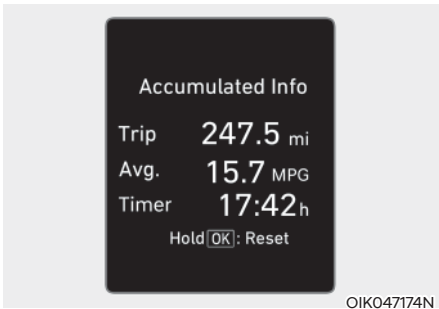 Accumulated Info
Trip 247.5 mi
Avg. 15.7 MPG
Timer 17:42h
Hold OK : Reset
OIK047174N